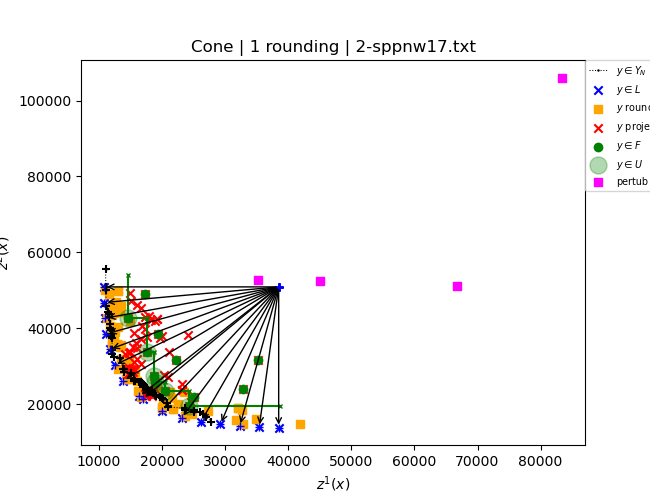 Cone | 1 rounding | 2-sppnw17.txt
100000
80000
60000
40000
20000
10000 20000 30000 40000 50000 60000 70000 80000
z¹(x)
z²(x)
y ∈ Y_N
y ∈ L
y roun
y proje
y ∈ F
y ∈ U
pertub